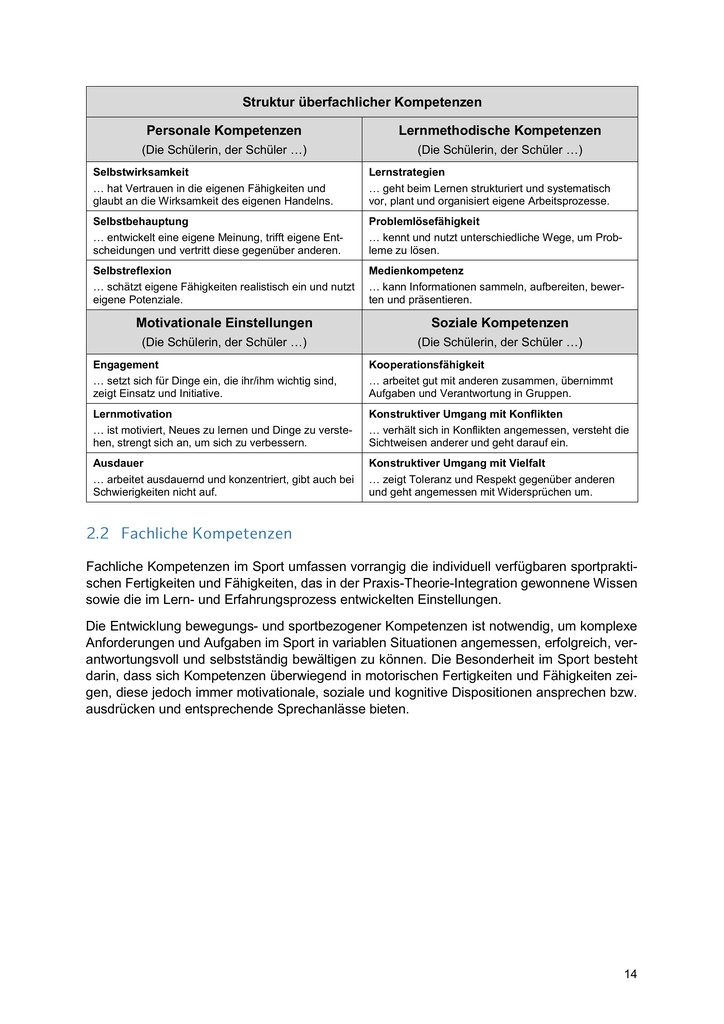 Struktur überfachlicher Kompetenzen
Personale Kompetenzen
(Die Schülerin, der Schüler …)
Lernmethodische Kompetenzen
(Die Schülerin, der Schüler …)
Selbstwirksamkeit
… hat Vertrauen in die eigenen Fähigkeiten und
glaubt an die Wirksamkeit des eigenen Handelns.
Lernstrategien
… geht beim Lernen strukturiert und systematisch
vor, plant und organisiert eigene Arbeitsprozesse.
Selbstbehauptung
… entwickelt eine eigene Meinung, trifft eigene Ent-
scheidungen und vertritt diese gegenüber anderen.
Problemlösefähigkeit
… kennt und nutzt unterschiedliche Wege, um Prob-
leme zu lösen.
Selbstreflexion
… schätzt eigene Fähigkeiten realistisch ein und nutzt
eigene Potenziale.
Medienkompetenz
… kann Informationen sammeln, aufbereiten, bewer-
ten und präsentieren.
Motivationale Einstellungen
(Die Schülerin, der Schüler …)
Soziale Kompetenzen
(Die Schülerin, der Schüler …)
Engagement
… setzt sich für Dinge ein, die ihr/ihm wichtig sind,
zeigt Einsatz und Initiative.
Kooperationsfähigkeit
… arbeitet gut mit anderen zusammen, übernimmt
Aufgaben und Verantwortung in Gruppen.
Lernmotivation
… ist motiviert, Neues zu lernen und Dinge zu verste-
hen, strengt sich an, um sich zu verbessern.
Konstruktiver Umgang mit Konflikten
… verhält sich in Konflikten angemessen, versteht die
Sichtweisen anderer und geht darauf ein.
Ausdauer
… arbeitet ausdauernd und konzentriert, gibt auch bei
Schwierigkeiten nicht auf.
Konstruktiver Umgang mit Vielfalt
… zeigt Toleranz und Respekt gegenüber anderen
und geht angemessen mit Widersprüchen um.
2.2 Fachliche Kompetenzen
Fachliche Kompetenzen im Sport umfassen vorrangig die individuell verfügbaren sportprakti-
schen Fertigkeiten und Fähigkeiten, das in der Praxis-Theorie-Integration gewonnene Wissen
sowie die im Lern- und Erfahrungsprozess entwickelten Einstellungen.
Die Entwicklung bewegungs- und sportbezogener Kompetenzen ist notwendig, um komplexe
Anforderungen und Aufgaben im Sport in variablen Situationen angemessen, erfolgreich, ver-
antwortungsvoll und selbstständig bewältigen zu können. Die Besonderheit im Sport besteht
darin, dass sich Kompetenzen überwiegend in motorischen Fertigkeiten und Fähigkeiten zei-
gen, diese jedoch immer motivationale, soziale und kognitive Dispositionen ansprechen bzw.
ausdrücken und entsprechende Sprechanlässe bieten.
14